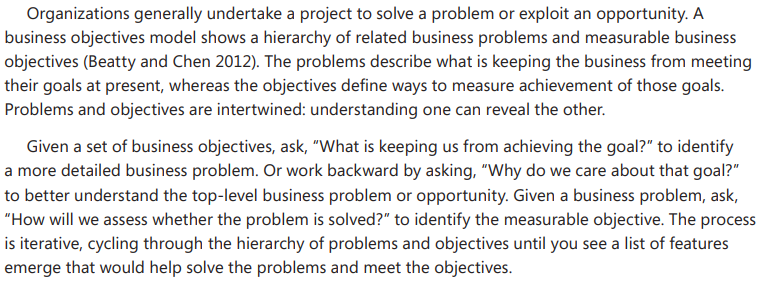 Organizations generally undertake a project to solve a problem or exploit an opportunity. A
business objectives model shows a hierarchy of related business problems and measurable business
objectives (Beatty and Chen 2012). The problems describe what is keeping the business from meeting
their goals at present, whereas the objectives define ways to measure achievement of those goals.
Problems and objectives are intertwined: understanding one can reveal the other.
Given a set of business objectives, ask, “What is keeping us from achieving the goal?” to identify
a more detailed business problem. Or work backward by asking, “Why do we care about that goal?”
to better understand the top-level business problem or opportunity. Given a business problem, ask,
“How will we assess whether the problem is solved?” to identify the measurable objective. The process
is iterative, cycling through the hierarchy of problems and objectives until you see a list of features
emerge that would help solve the problems and meet the objectives.